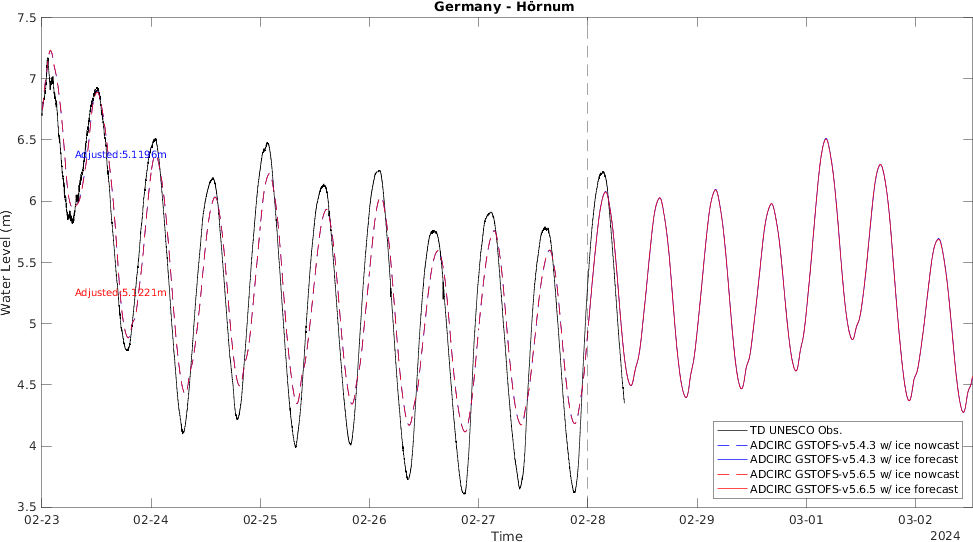 Germany - Hörnum
7.5
7
6.5
6
5.5
5
4.5
4
3.5
Water Level (m)
Adjusted:5.1196m
Adjusted:5.1221m
TD UNESCO Obs.
ADCIRC GSTOFS-v5.4.3 w/ ice nowcast
ADCIRC GSTOFS-v5.4.3 w/ ice forecast
ADCIRC GSTOFS-v5.6.5 w/ ice nowcast
ADCIRC GSTOFS-v5.6.5 w/ ice forecast
02-23 02-24 02-25 02-26 02-27 02-28 02-29 03-01 03-02
Time
2024